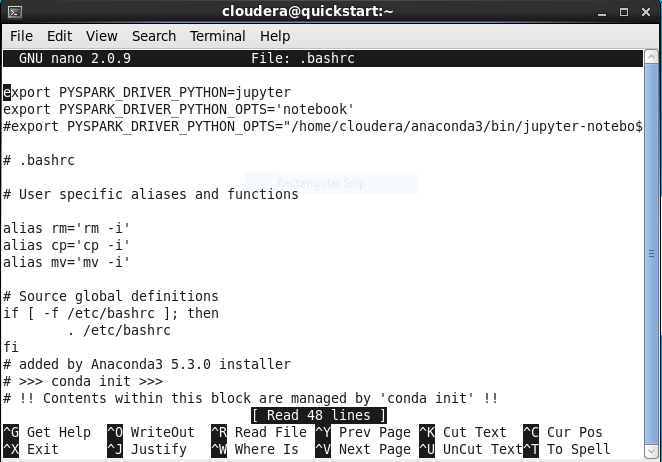 cloudera@quickstart:~
File Edit View Search Terminal Help
GNU nano 2.0.9 File: .bashrc
export PYSPARK_DRIVER_PYTHON=jupyter
export PYSPARK_DRIVER_PYTHON_OPTS='notebook'
#export PYSPARK_DRIVER_PYTHON_OPTS="/home/cloudera/anaconda3/bin/jupyter-notebo$
# .bashrc
Rectangular Snip
# User specific aliases and functions
alias rm='rm -i'
alias cp='cp -i'
alias mv='mv -i'
# Source global definitions
if [ -f /etc/bashrc ]; then
. /etc/bashrc
fi
# added by Anaconda3 5.3.0 installer
# >>> conda init >>>
# !! Contents within this block are managed by 'conda init' !!
[ Read 48 lines ]
^G Get Help ^O WriteOut ^R Read File ^Y Prev Page ^K Cut Text ^C Cur Pos
^X Exit ^J Justify ^W Where Is ^V Next Page ^U UnCut Text ^T To Spell